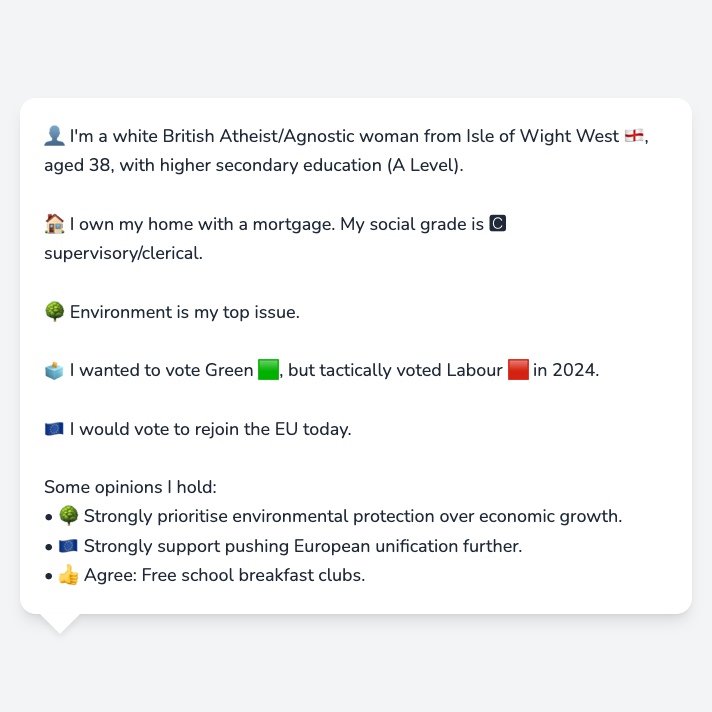 👤 I'm a white British Atheist/Agnostic woman from Isle of Wight West 🏴󠁧󠁢󠁥󠁮󠁧󠁿,
aged 38, with higher secondary education (A Level).
🏠 I own my home with a mortgage. My social grade is 🅲
supervisory/clerical.
🌳 Environment is my top issue.
🗳️ I wanted to vote Green 🟩, but tactically voted Labour 🟥 in 2024.
🇪🇺 I would vote to rejoin the EU today.
Some opinions I hold:
• 🌳 Strongly prioritise environmental protection over economic growth.
• 🇪🇺 Strongly support pushing European unification further.
• 👍 Agree: Free school breakfast clubs.